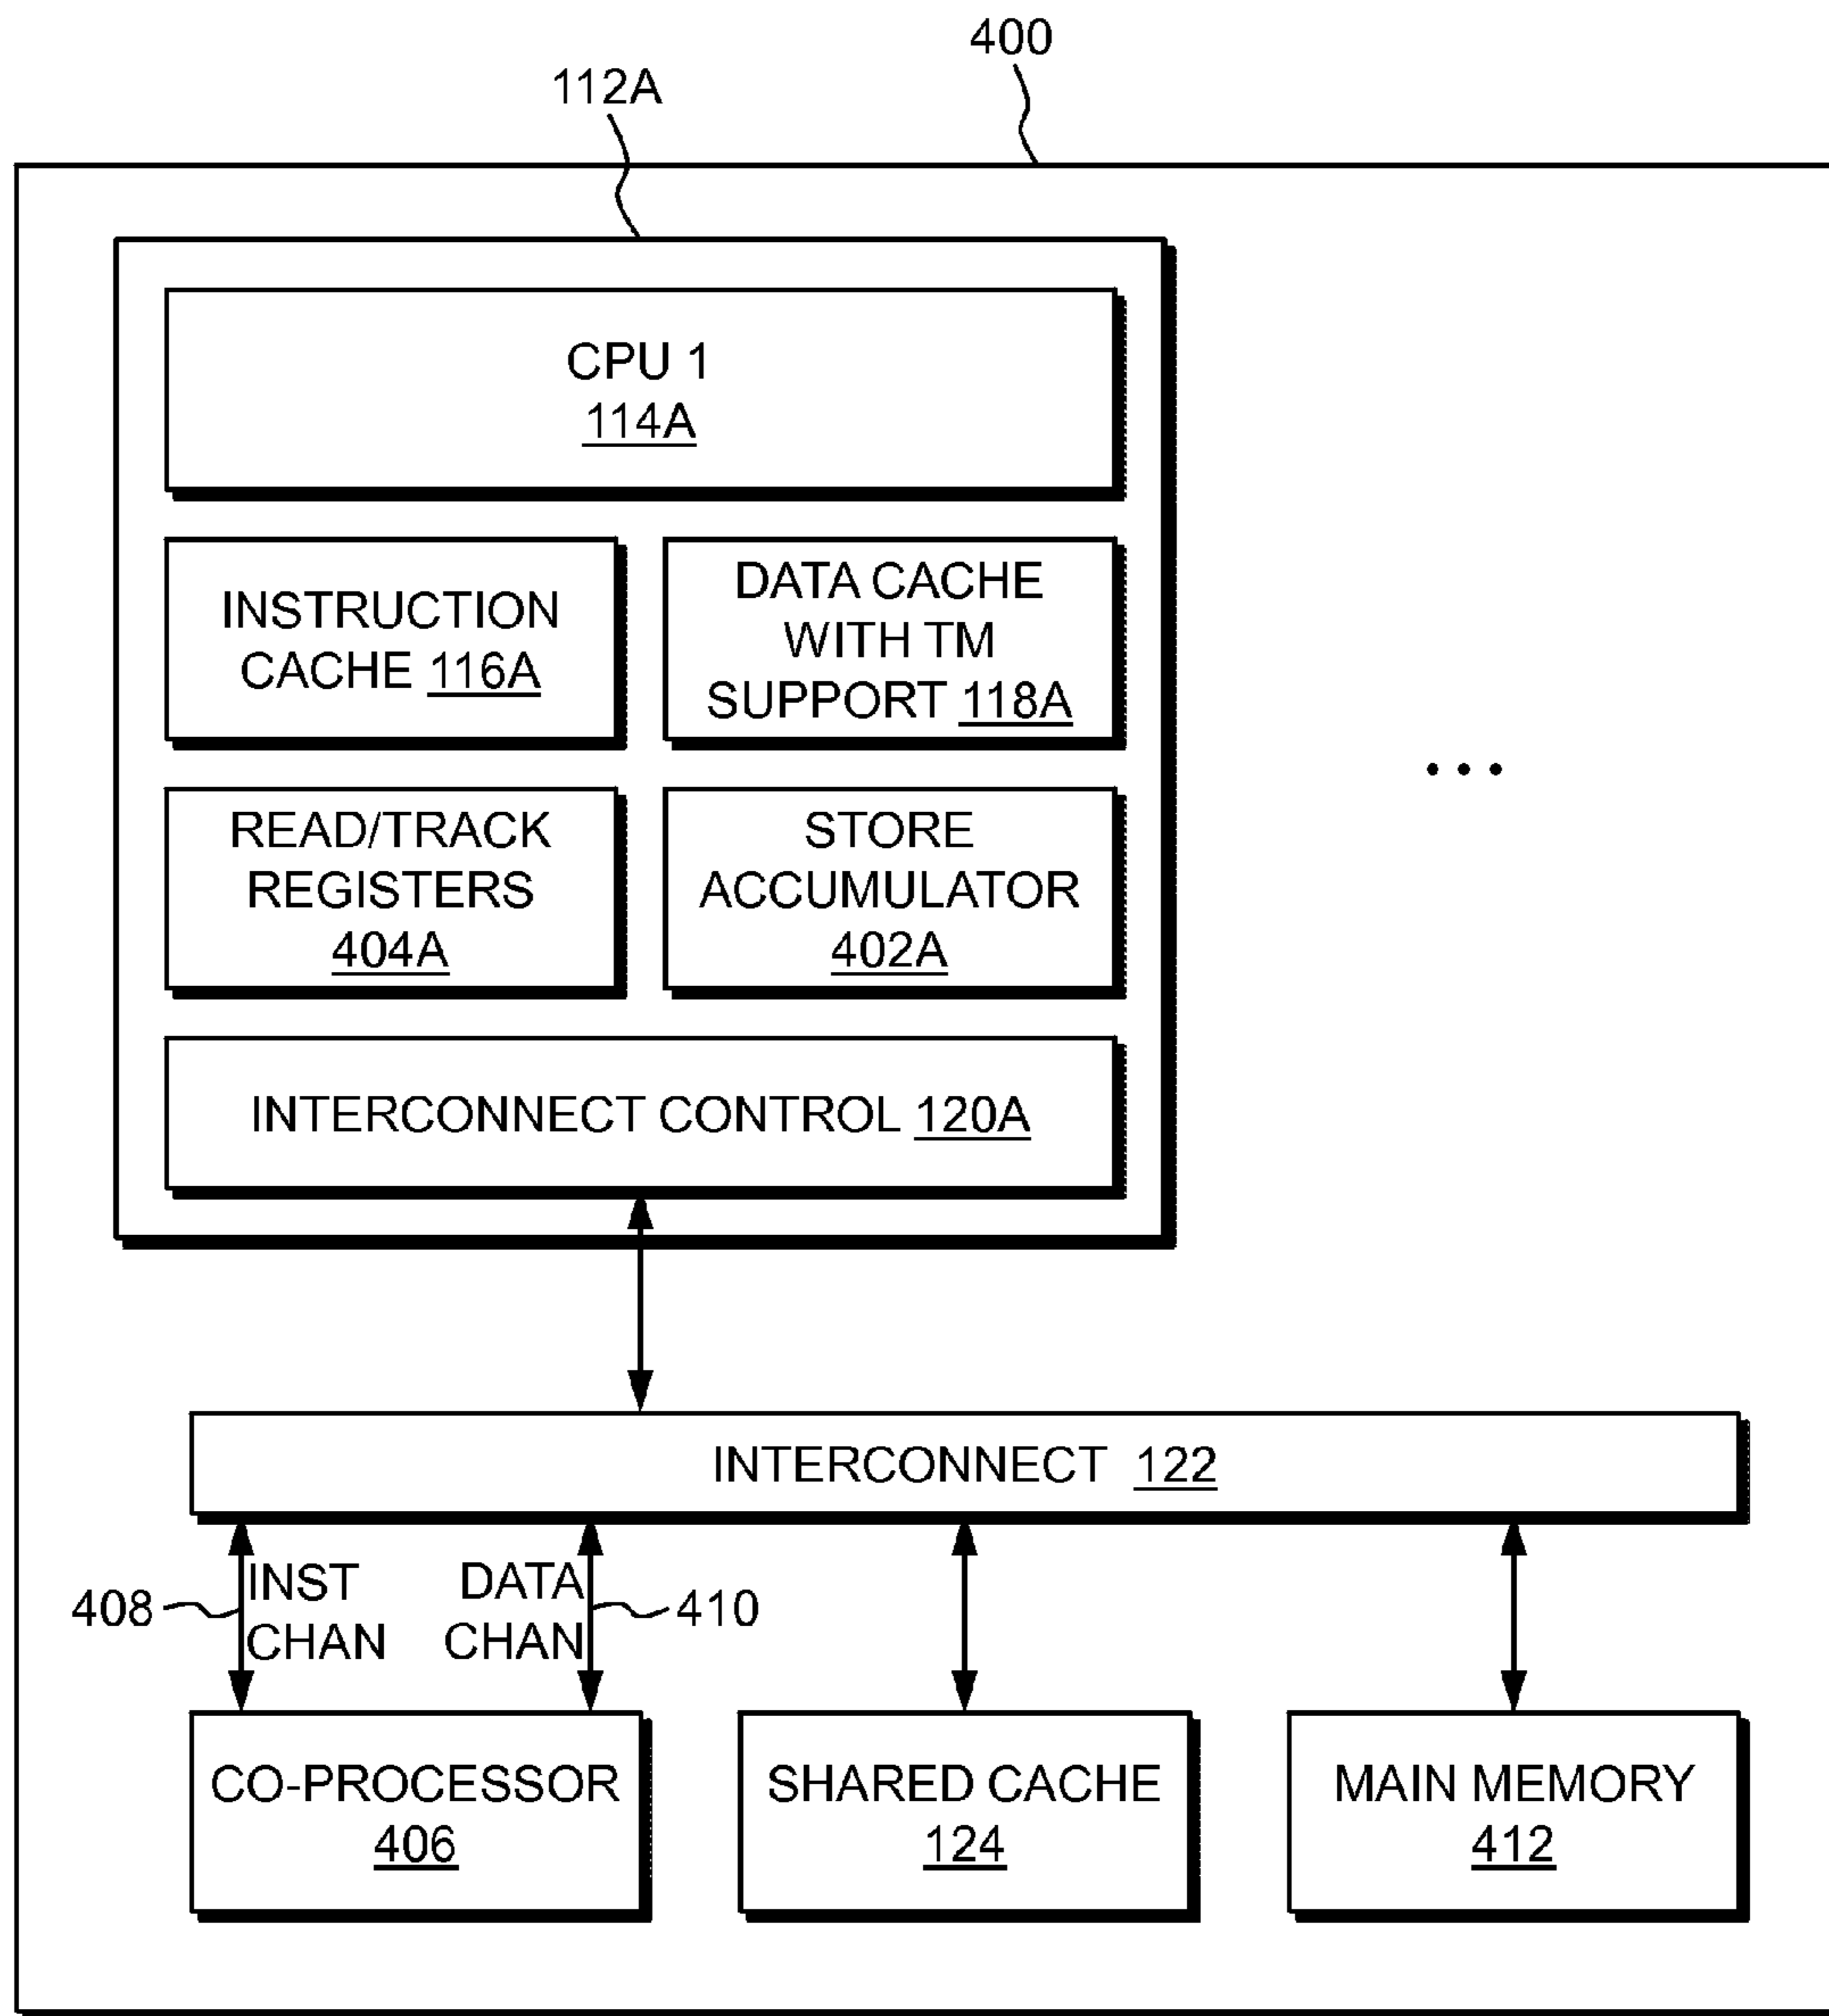 400
112A
CPU 1
114A
INSTRUCTION
CACHE 116A
DATA CACHE
WITH TM
SUPPORT 118A
• • •
READ/TRACK
REGISTERS
404A
STORE
ACCUMULATOR
402A
INTERCONNECT CONTROL 120A
INTERCONNECT 122
408
INST
CHAN
DATA
CHAN
410
CO-PROCESSOR
406
SHARED CACHE
124
MAIN MEMORY
412